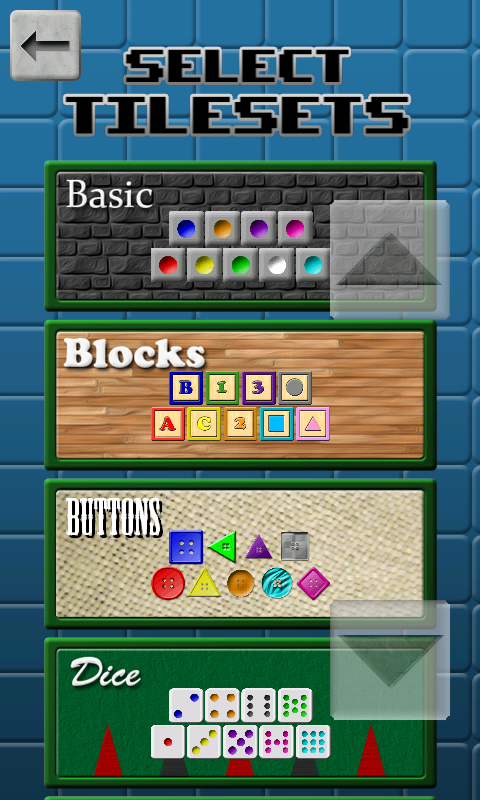 SELECT
TILESETS
Basic
Blocks
B 1 3
A C 2
BUTTONS
Dice